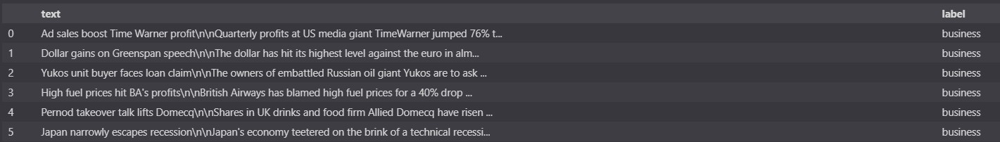 text label
0 Ad sales boost Time Warner profit\n\nQuarterly profits at US media giant TimeWarner jumped 76% t... business
1 Dollar gains on Greenspan speech\n\nThe dollar has hit its highest level against the euro in alm... business
2 Yukos unit buyer faces loan claim\n\nThe owners of embattled Russian oil giant Yukos are to ask ... business
3 High fuel prices hit BA's profits\n\nBritish Airways has blamed high fuel prices for a 40% drop ... business
4 Pernod takeover talk lifts Domecq\n\nShares in UK drinks and food firm Allied Domecq have risen ... business
5 Japan narrowly escapes recession\n\nJapan's economy teetered on the brink of a technical recessi... business